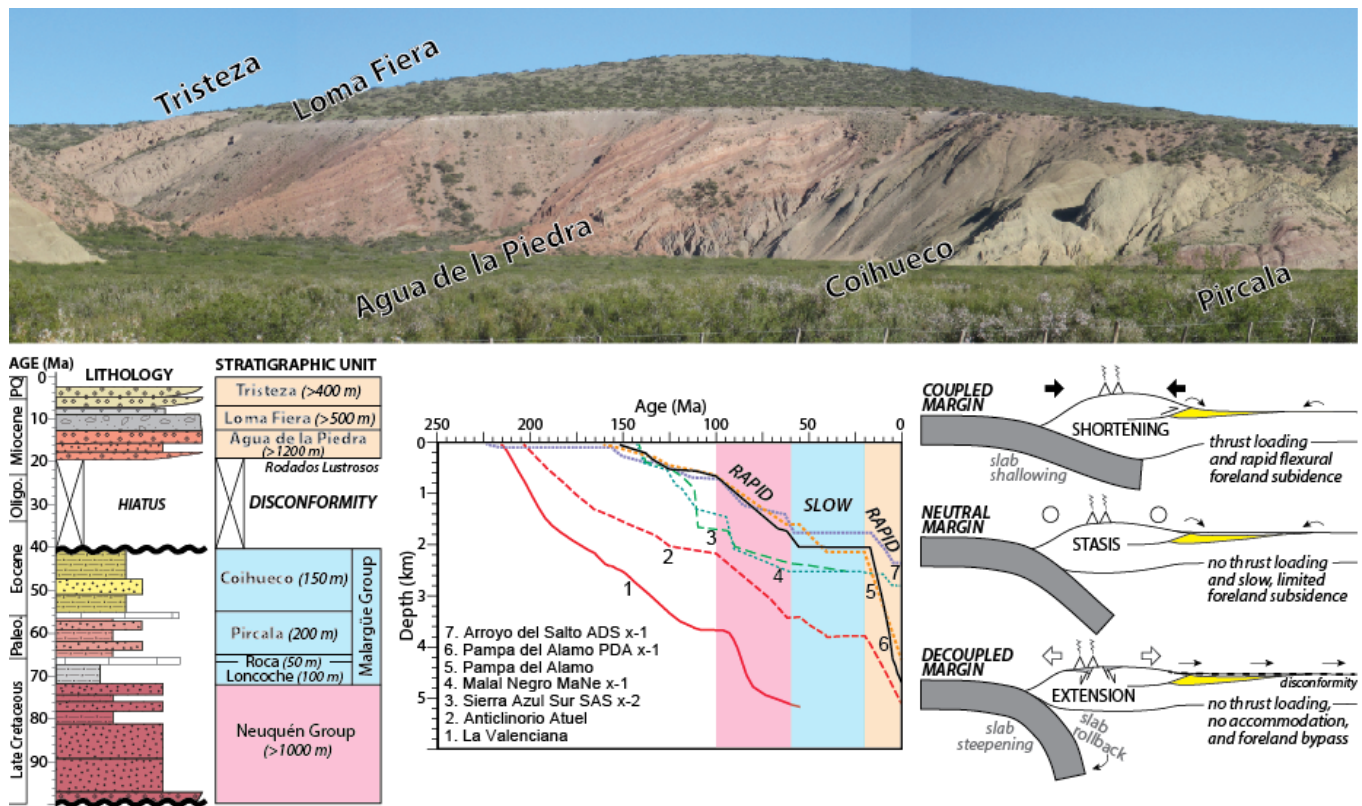 Tristeza
Loma Fiera
Agua de la Piedra
Coihueco
Pircala
AGE (Ma)
LITHOLOGY
STRATIGRAPHIC UNIT
0
10
20
30
40
50
60
70
80
90
PQ
Miocene
Oligo.
Eocene
Paleo.
Late Cretaceous
HIATUS
Tristeza (>400 m)
Loma Fiera (>500 m)
Agua de la Piedra
(>1200 m)
Rodados Lustrosos
DISCONFORMITY
Coihueco (150 m)
Pircala (200 m)
Roca (50 m)
Loncoche (100 m)
Malargüe Group
Neuquén Group
(>1000 m)
Age (Ma)
250 200 150 100 50 0
Depth (km)
0
1
2
3
4
5
RAPID
SLOW
RAPID
1
2
3
4
5
6
7
7. Arroyo del Salto ADS x-1
6. Pampa del Alamo PDA x-1
5. Pampa del Alamo
4. Malal Negro MaNe x-1
3. Sierra Azul Sur SAS x-2
2. Anticlinorio Atuel
1. La Valenciana
COUPLED
MARGIN
SHORTENING
slab
shallowing
thrust loading
and rapid flexural
foreland subidence
NEUTRAL
MARGIN
STASIS
no thrust loading
and slow, limited
foreland subsidence
DECOUPLED
MARGIN
EXTENSION
disconformity
slab
steepening
slab
rollback
no thrust loading,
no accommodation,
and foreland bypass